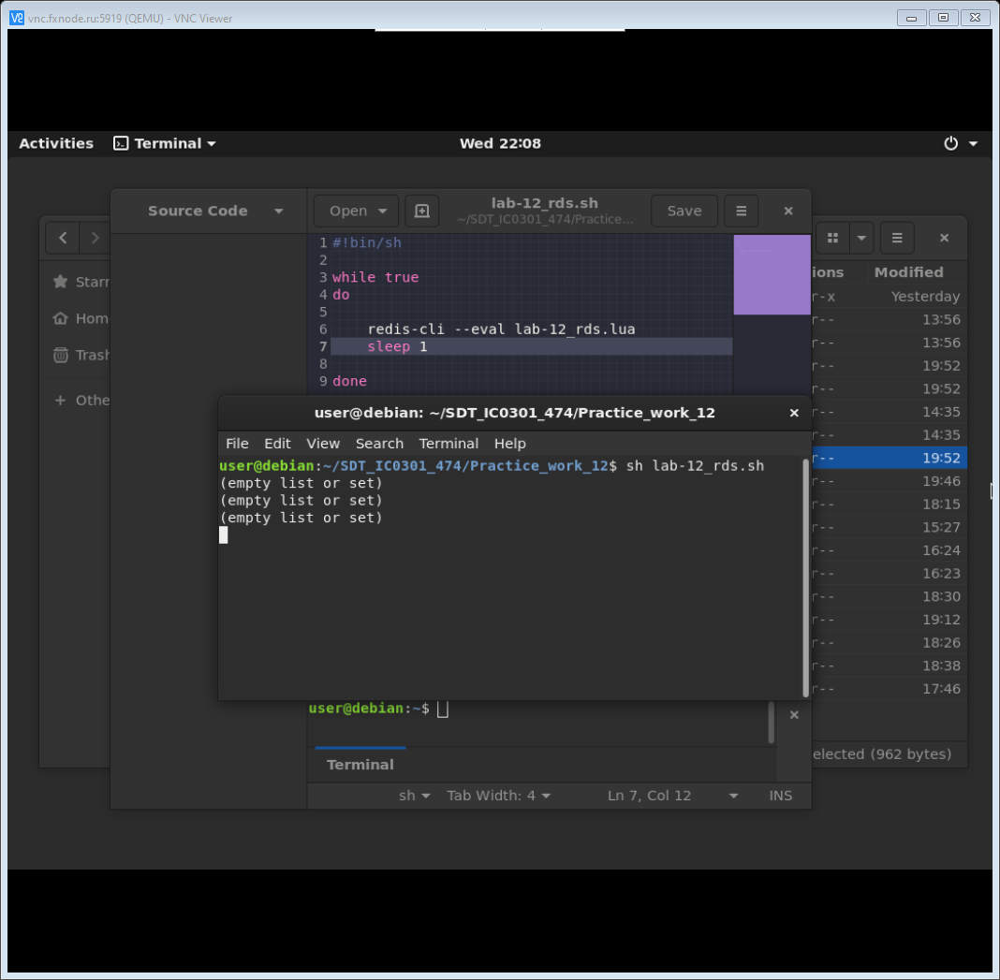 vnc.fxnode.ru:5919 (QEMU) - VNC Viewer
Activities
Terminal
Wed 22:08
Source Code
Open
lab-12_rds.sh
~/SDT_IC0301_474/Practice...
Save
1 #!bin/sh
2
3 while true
4 do
5
6 redis-cli --eval lab-12_rds.lua
7 sleep 1
8
9 done
Starr
Hom
Trash
Othe
ions Modified
r-x Yesterday
r-- 13:56
r-- 13:56
r-- 19:52
r-- 19:52
r-- 14:35
r-- 14:35
r-- 19:52
r-- 19:46
r-- 18:15
r-- 15:27
r-- 16:24
r-- 16:23
r-- 18:30
r-- 19:12
r-- 18:26
r-- 18:38
r-- 17:46
elected (962 bytes)
user@debian: ~/SDT_IC0301_474/Practice_work_12
File Edit View Search Terminal Help
user@debian:~/SDT_IC0301_474/Practice_work_12$ sh lab-12_rds.sh
(empty list or set)
(empty list or set)
(empty list or set)
user@debian:~$
Terminal
sh Tab Width: 4 Ln 7, Col 12 INS